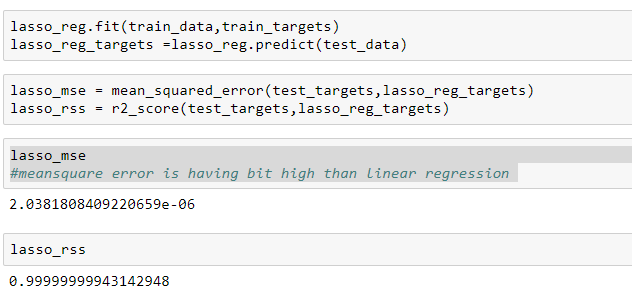 lasso_reg.fit(train_data,train_targets)
lasso_reg_targets =lasso_reg.predict(test_data)
lasso_mse = mean_squared_error(test_targets,lasso_reg_targets)
lasso_rss = r2_score(test_targets,lasso_reg_targets)
lasso_mse
#meansquare error is having bit high than linear regression
2.0381808409220659e-06
lasso_rss
0.99999999943142948